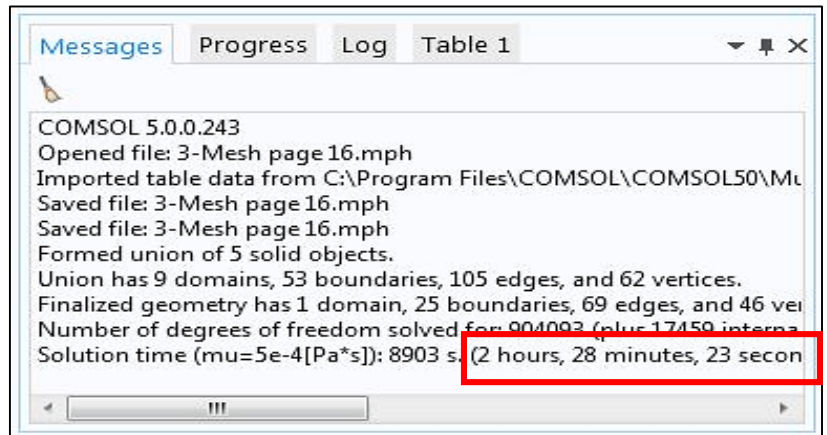 Messages Progress Log Table 1
COMSOL 5.0.0.243
Opened file: 3-Mesh page 16.mph
Imported table data from C:\Program Files\COMSOL\COMSOL50\Mu
Saved file: 3-Mesh page 16.mph
Saved file: 3-Mesh page 16.mph
Formed union of 5 solid objects.
Union has 9 domains, 53 boundaries, 105 edges, and 62 vertices.
Finalized geometry has 1 domain, 25 boundaries, 69 edges, and 46 ver
Number of degrees of freedom solved for: 904093 (plus 17459 interna
Solution time (mu=5e-4[Pa*s]): 8903 s. (2 hours, 28 minutes, 23 secon